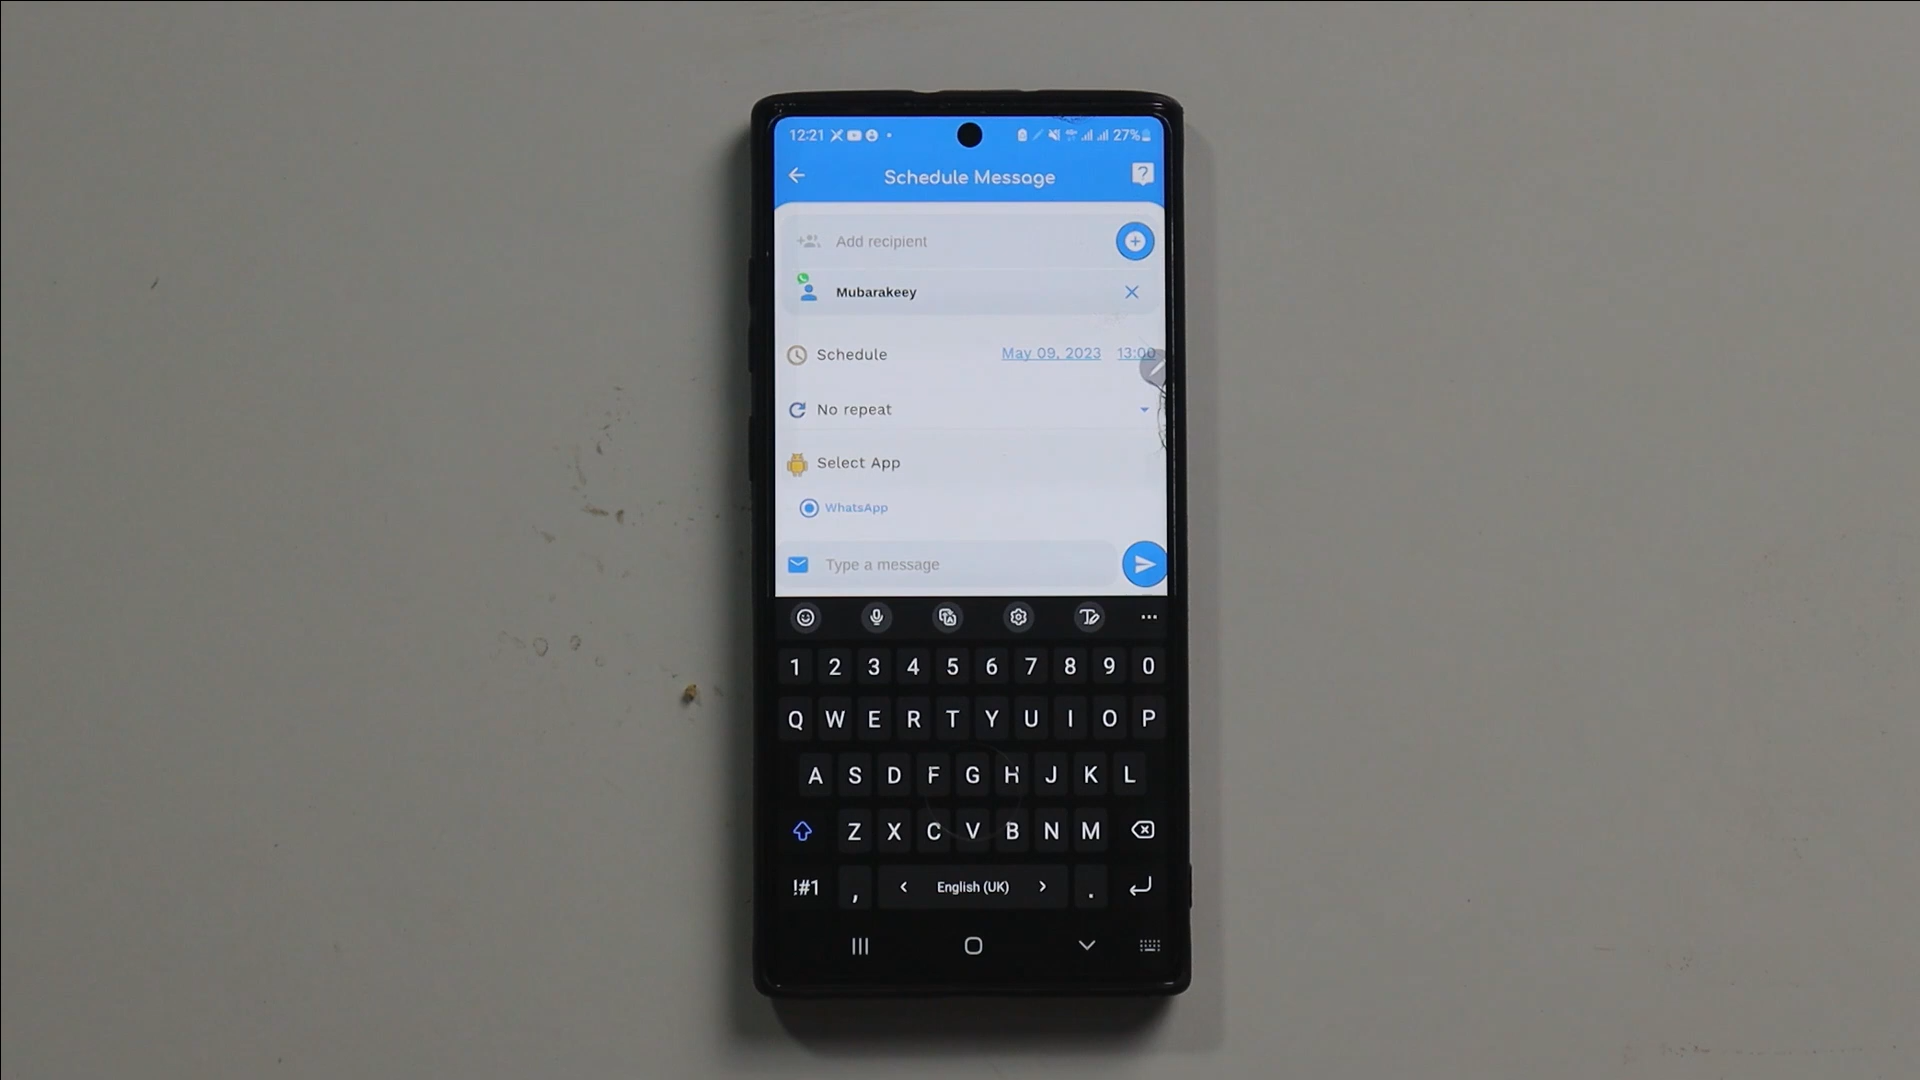 12:21 27%
Schedule Message
Add recipient
Mubarakeey
Schedule May 09, 2023 13:00
No repeat
Select App
WhatsApp
Type a message
1 2 3 4 5 6 7 8 9 0
Q W E R T Y U I O P
A S D F G H J K L
Z X C V B N M
!#1 , < English (UK) > .